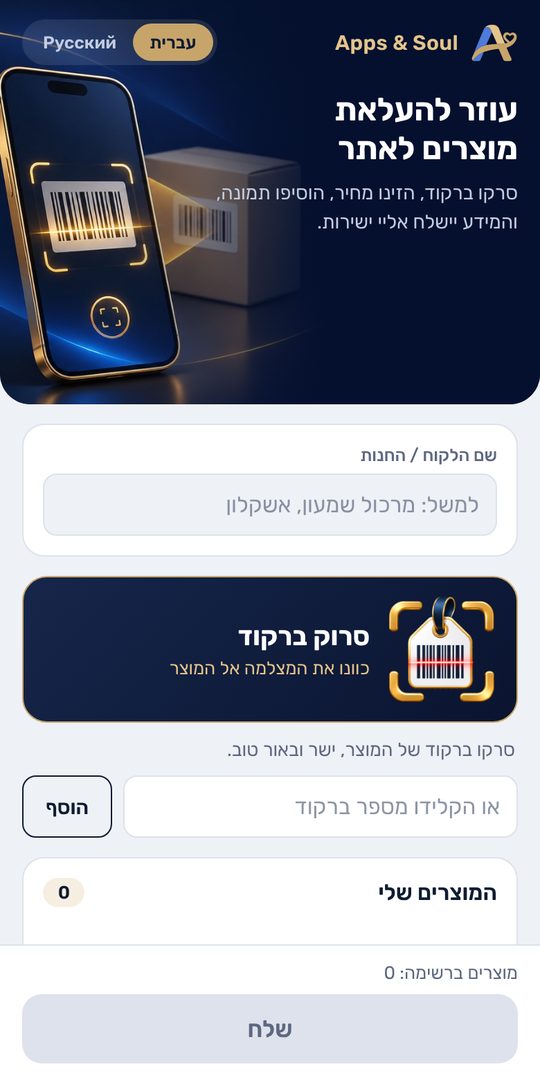 Apps & Soul
עברית
Русский
עוזר להעלאת
מוצרים לאתר
סרקו ברקוד, הזינו מחיר, הוסיפו תמונה,
והמידע יישלח אליי ישירות.
שם הלקוח / החנות
למשל: מרכול שמעון, אשקלון
סרוק ברקוד
כוונו את המצלמה אל המוצר
סרקו ברקוד של המוצר, ישר ובאור טוב.
או הקלידו מספר ברקוד
הוסף
המוצרים שלי
0
מוצרים ברשימה: 0
שלח